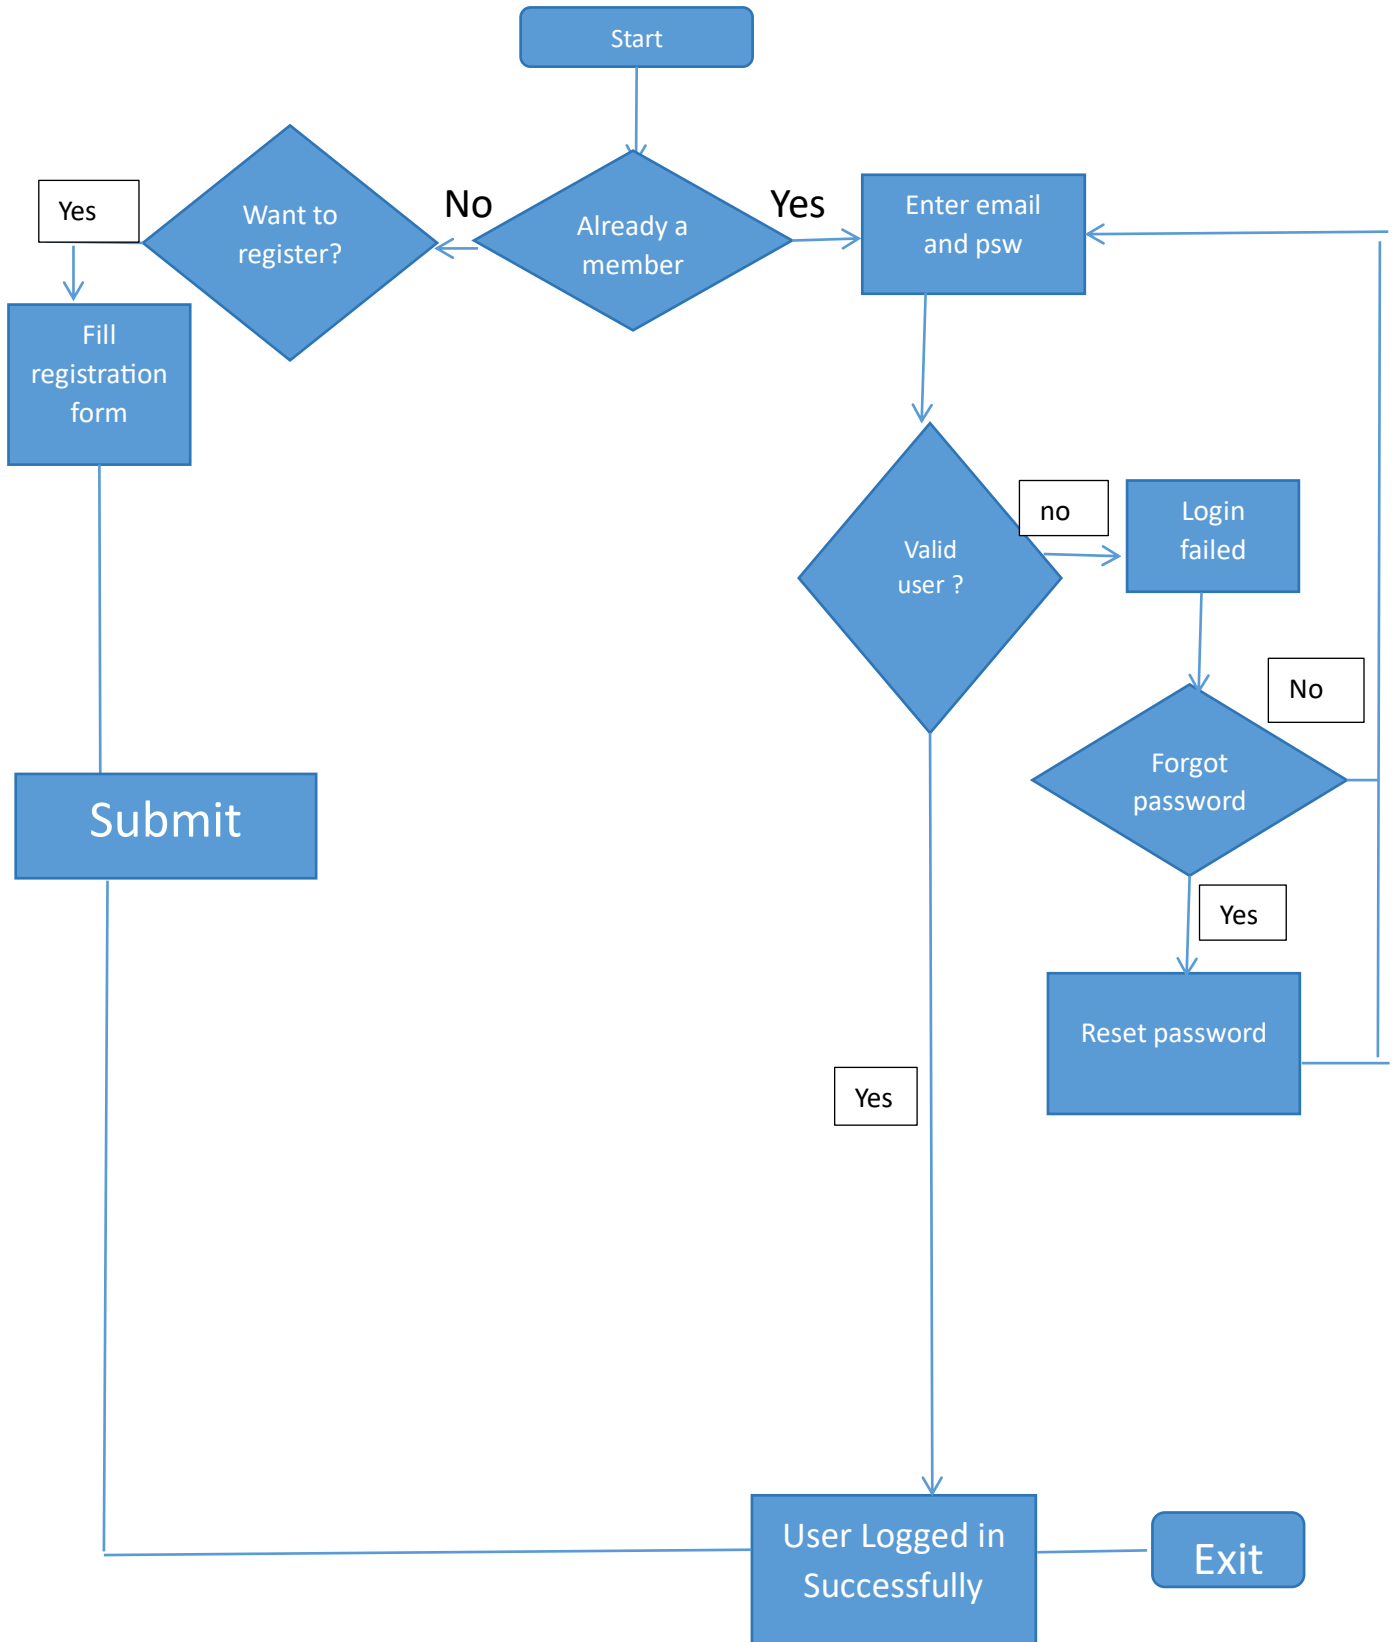 Start
Yes
Want to
register?
No
Already a
member
Yes
Enter email
and psw
Fill
registration
form
no
Login
failed
Valid
user ?
No
Forgot
password
Submit
Yes
Reset password
Yes
User Logged in
Successfully
Exit